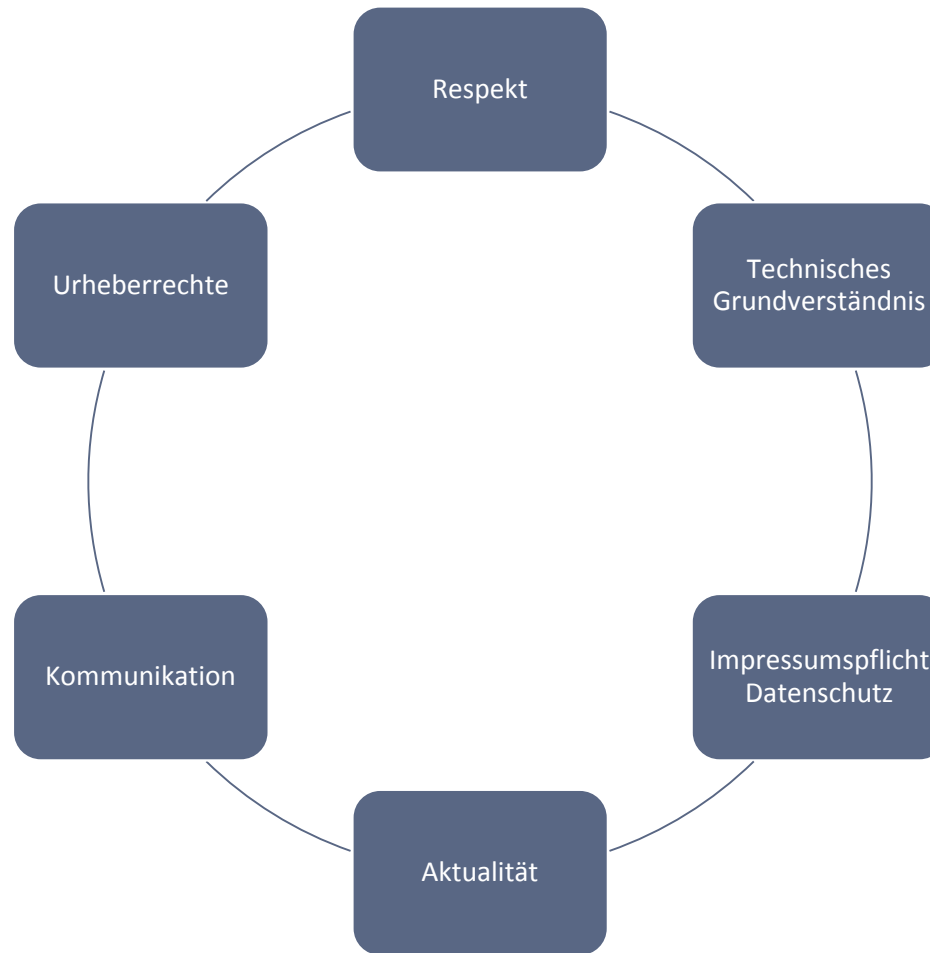 Respekt
Technisches
Grundverständnis
Impressumspflicht
Datenschutz
Aktualität
Kommunikation
Urheberrechte